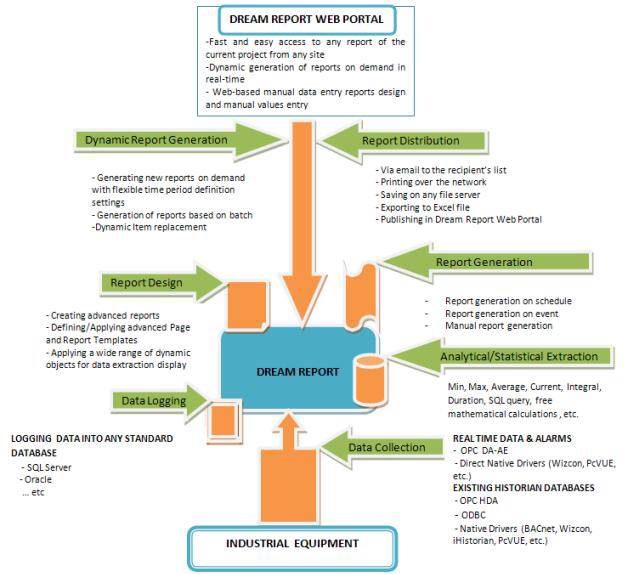 DREAM REPORT WEB PORTAL
-Fast and easy access to any report of the
current project from any site
-Dynamic generation of reports on demand in
real-time
- Web-based manual data entry reports design
and manual values entry
Dynamic Report Generation
- Generating new reports on demand
with flexible time period definition
settings
- Generation of reports based on batch
-Dynamic Item replacement
Report Distribution
- Via email to the recipient's list
- Printing over the network
- Saving on any file server
- Exporting to Excel file
- Publishing in Dream Report Web Portal
Report Generation
- Report generation on schedule
- Report generation on event
- Manual report generation
Report Design
- Creating advanced reports
- Defining/Applying advanced Page
and Report Templates
- Applying a wide range of dynamic
objects for data extraction display
DREAM REPORT
Analytical/Statistical Extraction
Min, Max, Average, Current, Integral,
Duration, SQL query, free
mathematical calculations , etc.
Data Logging
LOGGING DATA INTO ANY STANDARD
DATABASE
- SQL Server
- Oracle
... etc
Data Collection
REAL TIME DATA & ALARMS
- OPC DA-AE
- Direct Native Drivers (Wizcon, PcVUE,
etc.)
EXISTING HISTORIAN DATABASES
- OPC HDA
- ODBC
- Native Drivers (BACnet, Wizcon,
iHistorian, PcVUE, etc.)
INDUSTRIAL EQUIPMENT